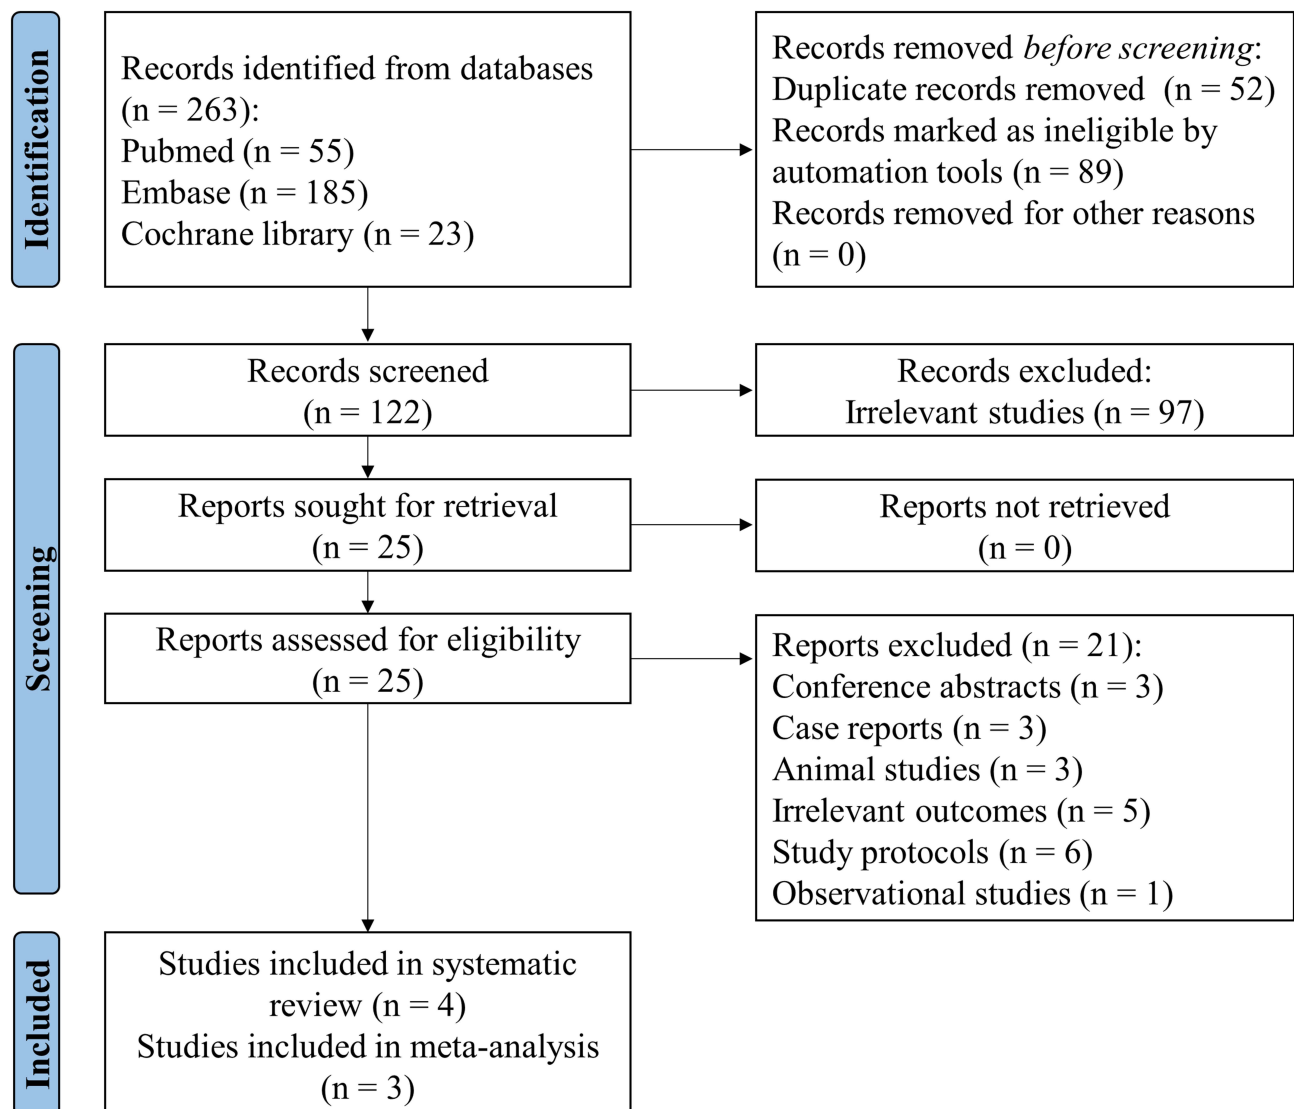 Identification
Records identified from databases
(n = 263):
Pubmed (n = 55)
Embase (n = 185)
Cochrane library (n = 23)
Records removed before screening:
Duplicate records removed (n = 52)
Records marked as ineligible by
automation tools (n = 89)
Records removed for other reasons
(n = 0)
Screening
Records screened
(n = 122)
Records excluded:
Irrelevant studies (n = 97)
Reports sought for retrieval
(n = 25)
Reports not retrieved
(n = 0)
Reports assessed for eligibility
(n = 25)
Reports excluded (n = 21):
Conference abstracts (n = 3)
Case reports (n = 3)
Animal studies (n = 3)
Irrelevant outcomes (n = 5)
Study protocols (n = 6)
Observational studies (n = 1)
Included
Studies included in systematic
review (n = 4)
Studies included in meta-analysis
(n = 3)